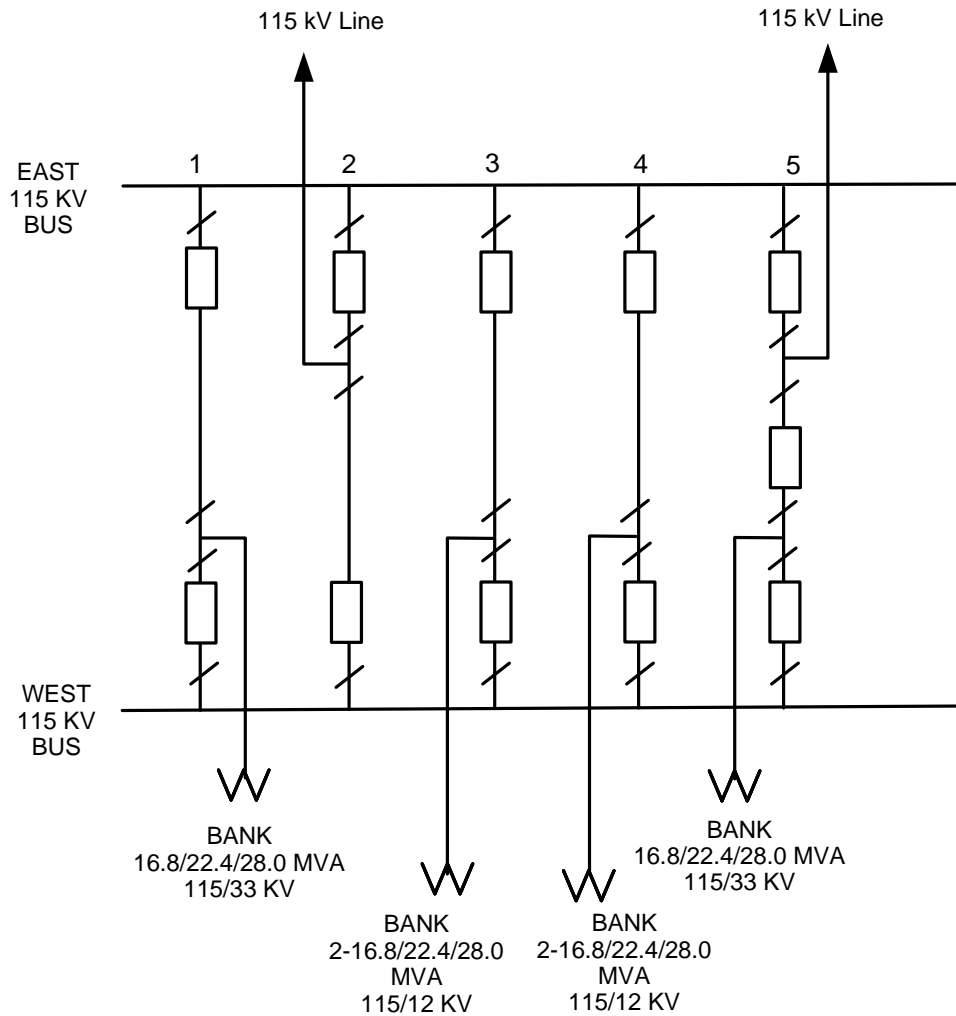 115 kV Line
115 kV Line
1
2
3
4
5
EAST
115 KV
BUS
WEST
115 KV
BUS
BANK
16.8/22.4/28.0 MVA
115/33 KV
BANK
2-16.8/22.4/28.0
MVA
115/12 KV
BANK
2-16.8/22.4/28.0
MVA
115/12 KV
BANK
16.8/22.4/28.0 MVA
115/33 KV